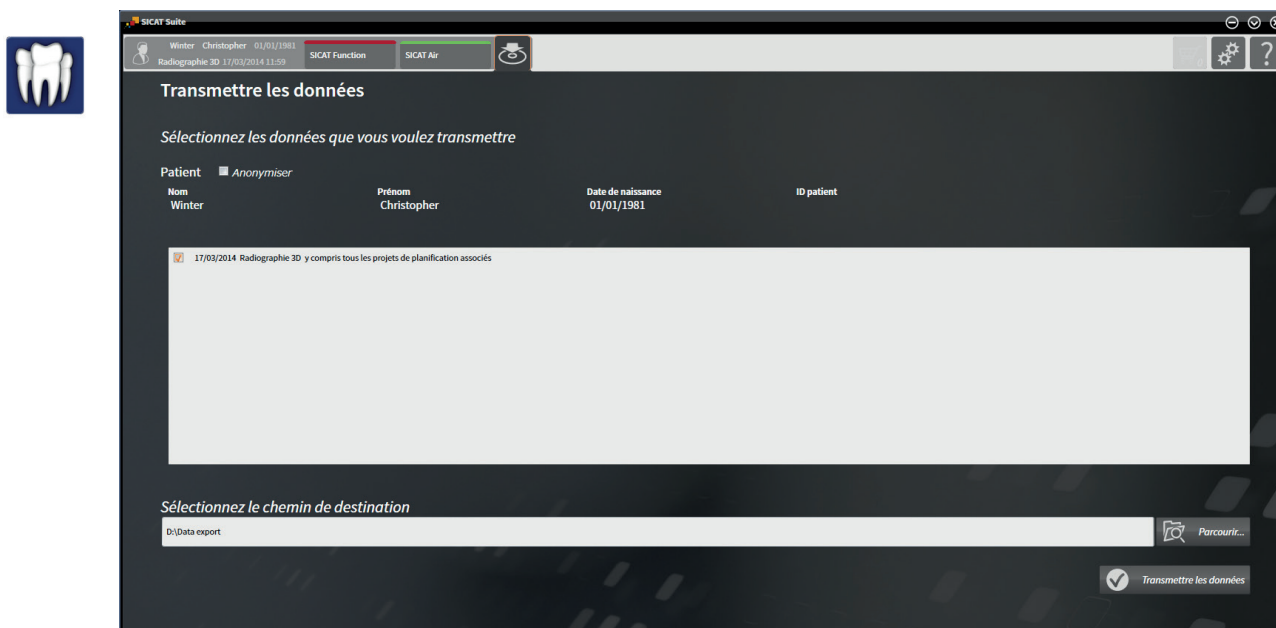 SICAT Suite
Winter Christopher 01/01/1981
Radiographie 3D 17/03/2014 11:59
SICAT Function
SICAT Air
?
Transmettre les données
Sélectionnez les données que vous voulez transmettre
Patient Anonymiser
Nom Prénom Date de naissance ID patient
Winter Christopher 01/01/1981
17/03/2014 Radiographie 3D y compris tous les projets de planification associés
Sélectionnez le chemin de destination
D:\Data export
Parcourir...
Transmettre les données